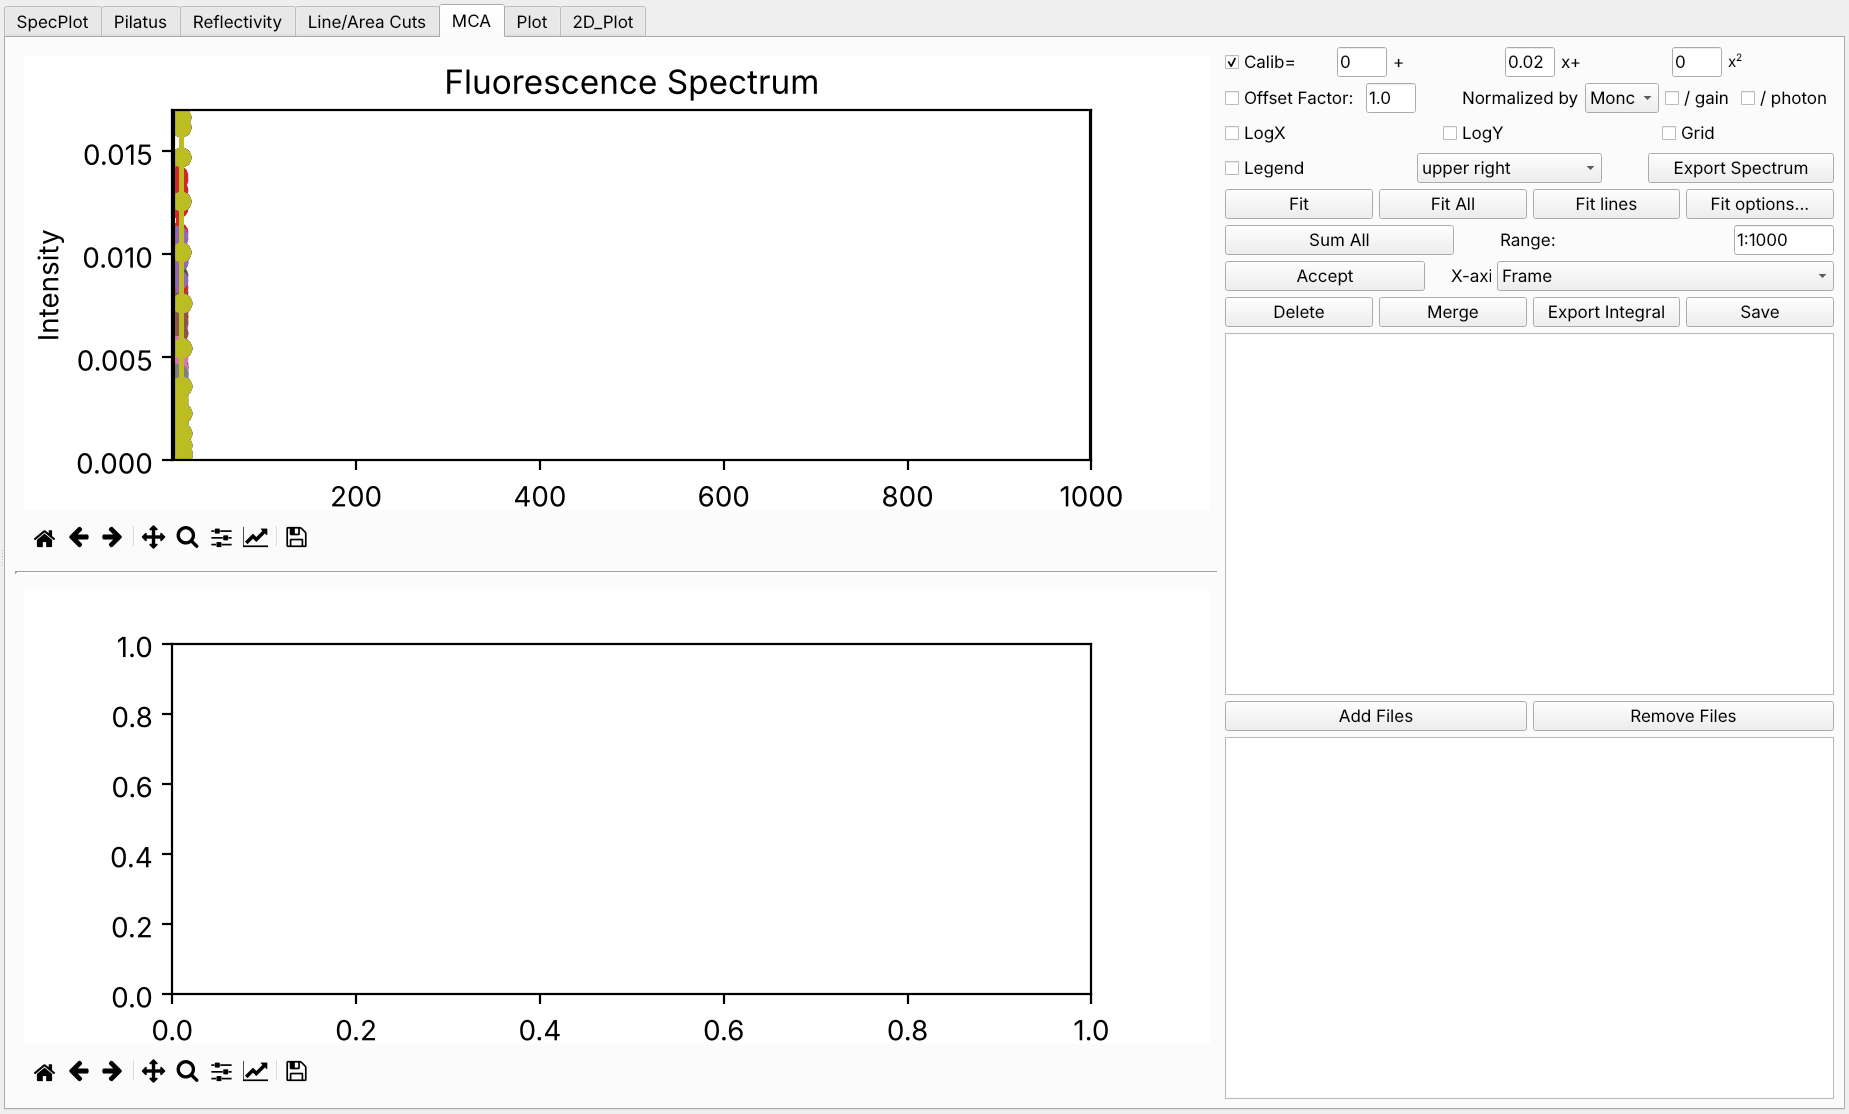 SpecPlot Pilatus Reflectivity Line/Area Cuts MCA Plot 2D_Plot
Fluorescence Spectrum
Intensity
0.015
0.010
0.005
0.000
200 400 600 800 1000
1.0
0.8
0.6
0.4
0.2
0.0
0.0 0.2 0.4 0.6 0.8 1.0
Calib= 0 + 0.02 x+ 0 x²
Offset Factor: 1.0 Normalized by Monc / gain / photon
LogX LogY Grid
Legend upper right Export Spectrum
Fit Fit All Fit lines Fit options...
Sum All Range: 1:1000
Accept X-axi Frame
Delete Merge Export Integral Save
Add Files Remove Files